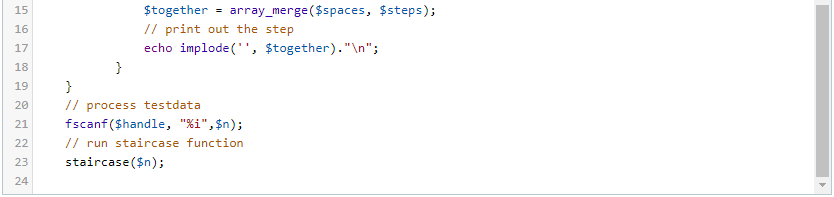 15 $together = array_merge($spaces, $steps);
16 // print out the step
17 echo implode('', $together)."\n";
18 }
19 }
20 // process testdata
21 fscanf($handle, "%i",$n);
22 // run staircase function
23 staircase($n);
24